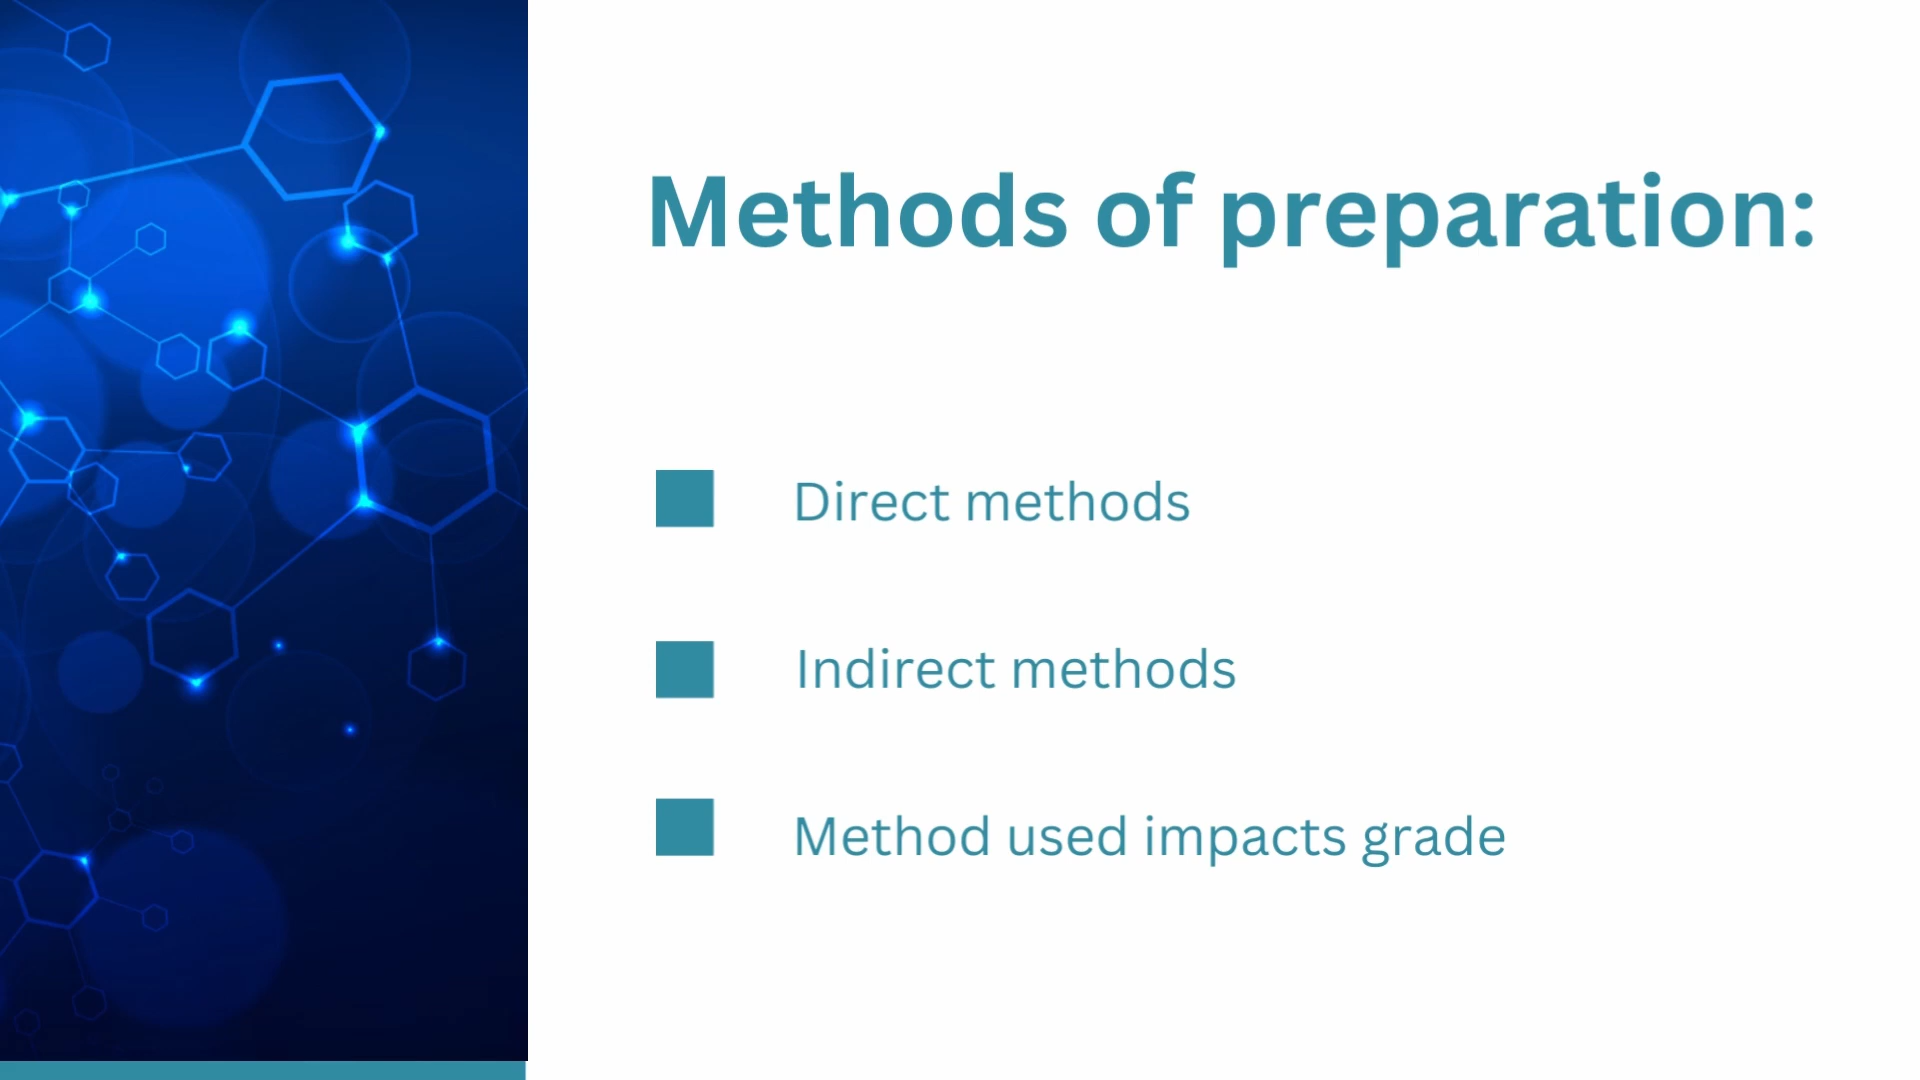 Methods of preparation:
Direct methods
Indirect methods
Method used impacts grade